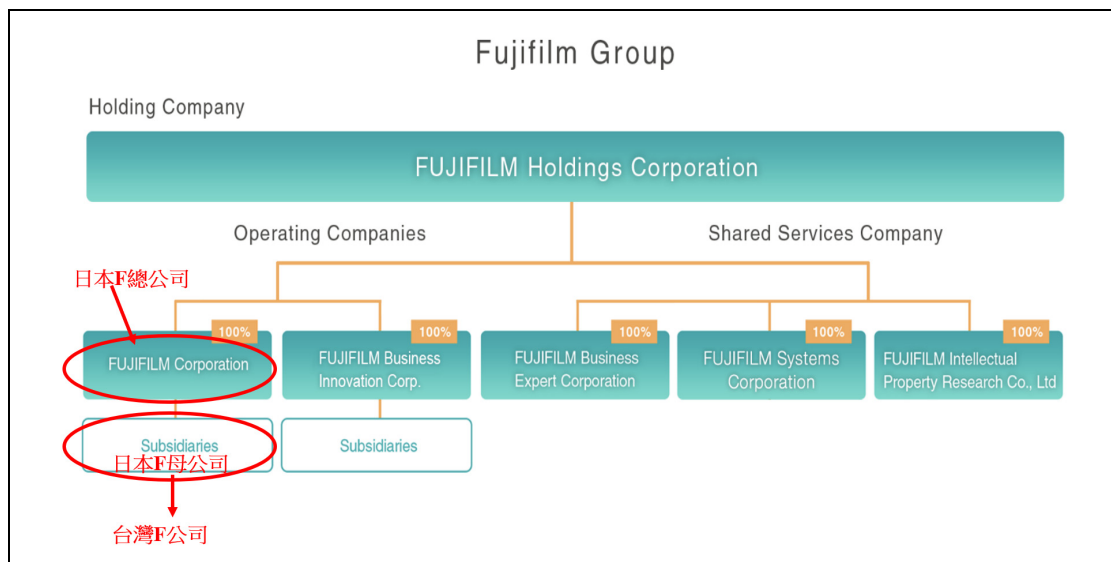 Fujifilm Group
Holding Company
FUJIFILM Holdings Corporation
Operating Companies
Shared Services Company
日本F總公司
100%
100%
100%
100%
100%
FUJIFILM Corporation
FUJIFILM Business
Innovation Corp.
FUJIFILM Business
Expert Corporation
FUJIFILM Systems
Corporation
FUJIFILM Intellectual
Property Research Co., Ltd
Subsidiaries
日本F母公司
Subsidiaries
台灣F公司